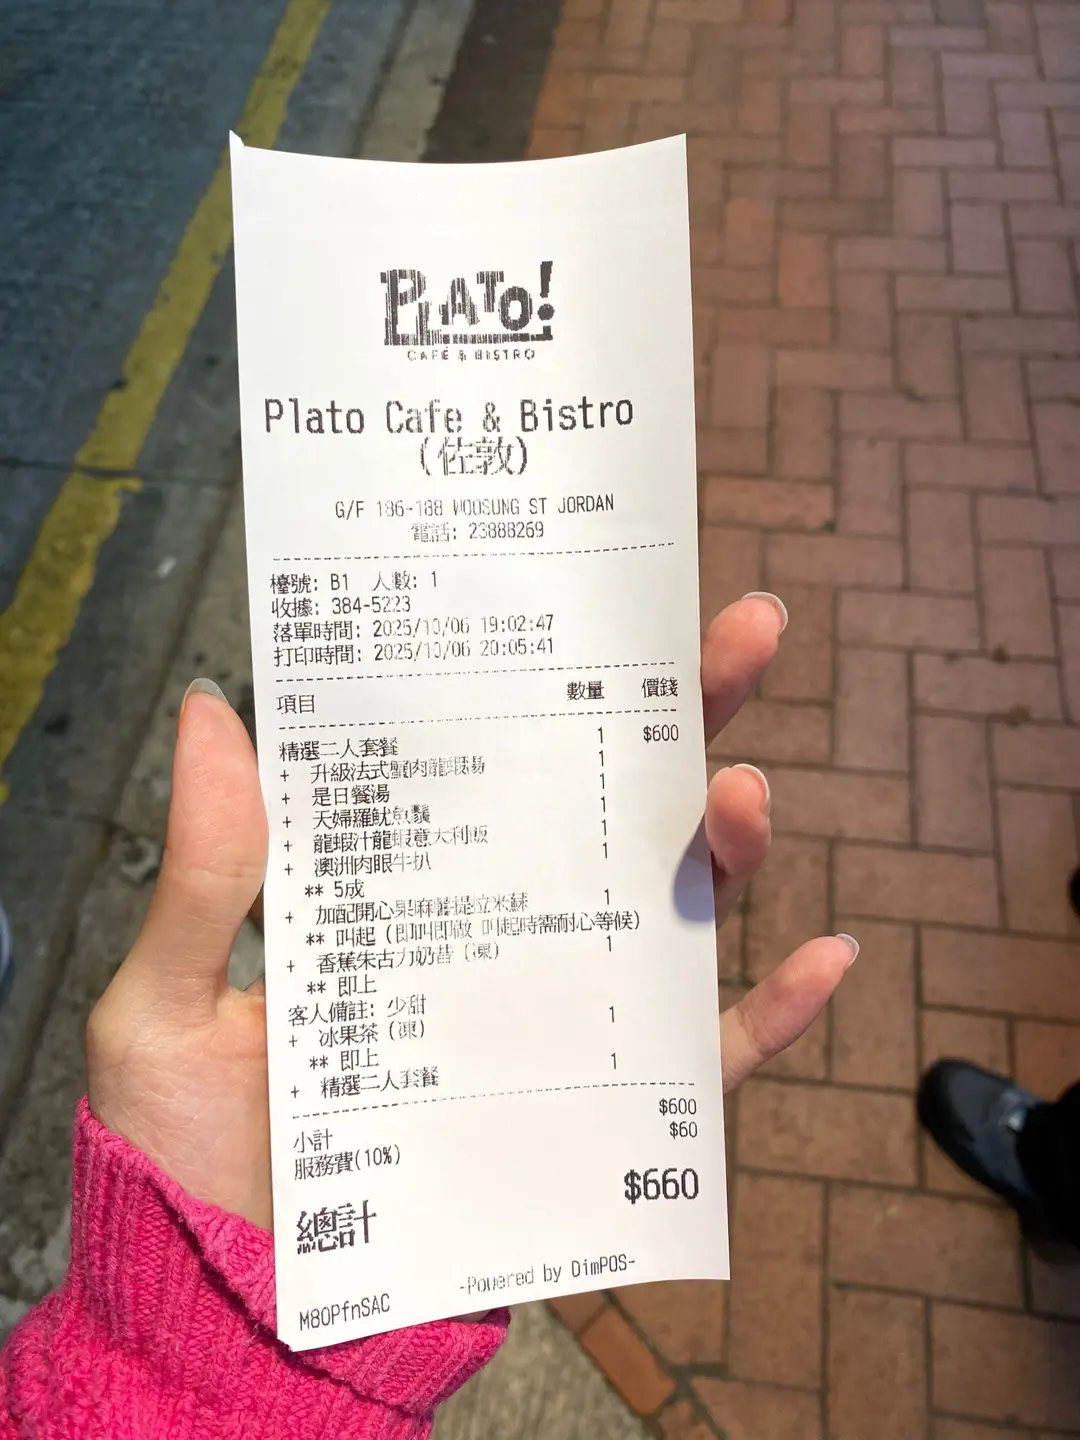 PLATO!
CAFÉ & BISTRO
Plato Cafe & Bistro
(佐敦)
G/F 186-188 WOOSUNG ST JORDAN
電話: 23888269
檯號: B1 人數: 1
收據: 384-5223
落單時間: 2025/10/06 19:02:47
打印時間: 2025/10/06 20:05:41
項目 數量 價錢
精選二人套餐 1 $600
+ 升級法式蟹肉龍蝦湯 1
+ 是日餐湯 1
+ 天婦羅魷魚鬚 1
+ 龍蝦汁龍蝦意大利飯 1
+ 澳洲肉眼牛扒 1
** 5成
+ 加配開心果麻醬提拉米蘇 1
** 叫起 (即叫即做 叫起時需耐心等候)
+ 香蕉朱古力奶昔 (凍) 1
** 即上
客人備註: 少甜
+ 冰果茶 (凍) 1
** 即上
+ 精選二人套餐 1
小計 $600
服務費(10%) $60
總計 $660
-Powered by DimPOS-
M80PfnSAC